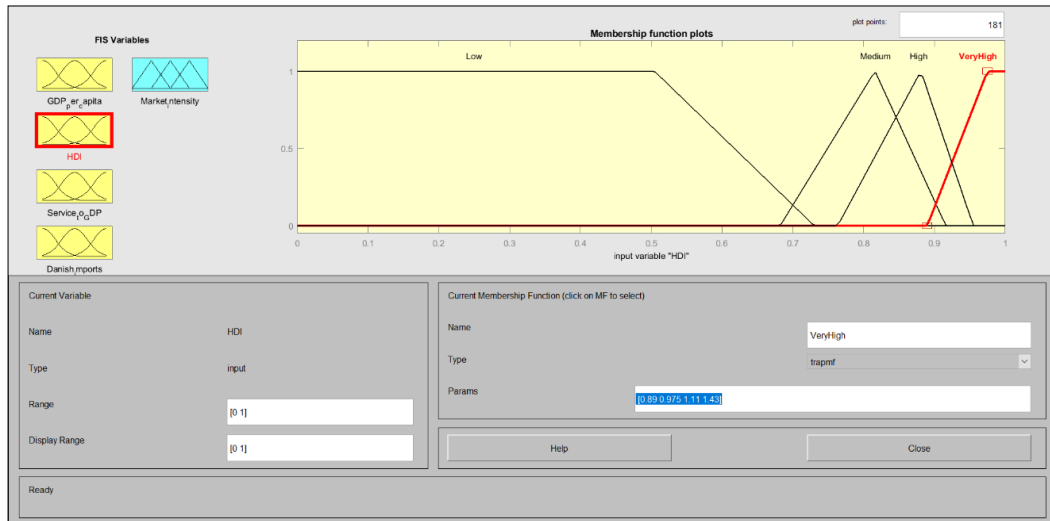 FIS Variables
GDP_per_capita
Market_Intensity
HDI
Service_to_GDP
Danish_Imports
Membership function plots
plot points:
181
Low
Medium
High
VeryHigh
1
0.5
0
0
0.1
0.2
0.3
0.4
0.5
0.6
0.7
0.8
0.9
1
input variable "HDI"
Current Variable
Name
HDI
Type
input
Range
[0 1]
Display Range
[0 1]
Current Membership Function (click on MF to select)
Name
VeryHigh
Type
trapmf
Params
[0.89 0.975 1.11 1.43]
Help
Close
Ready